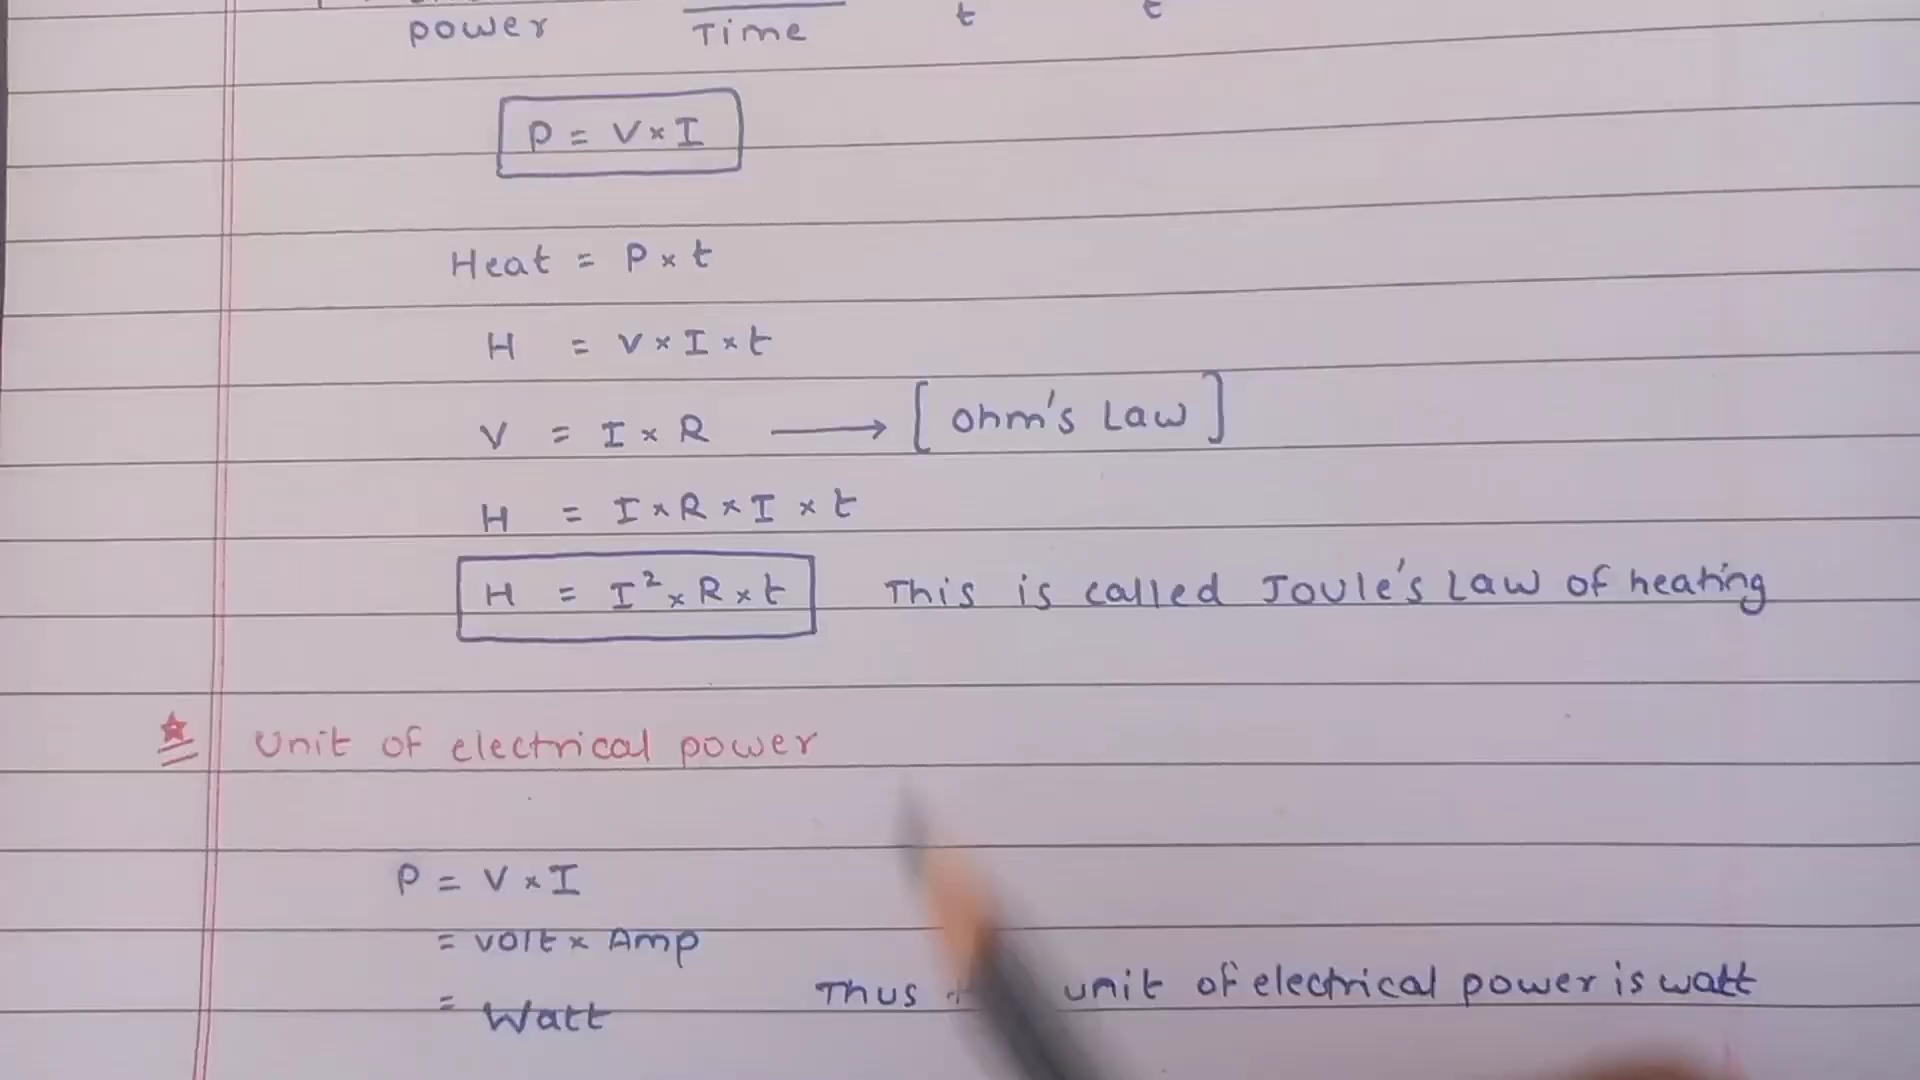 power Time t t
P = V × I
Heat = P × t
H = V × I × t
V = I × R ⟶ [ ohm's Law ]
H = I × R × I × t
H = I² × R × t This is called Joule's Law of heating
Unit of electrical power
P = V × I
= volt × Amp
= Watt
Thus unit of electrical power is watt